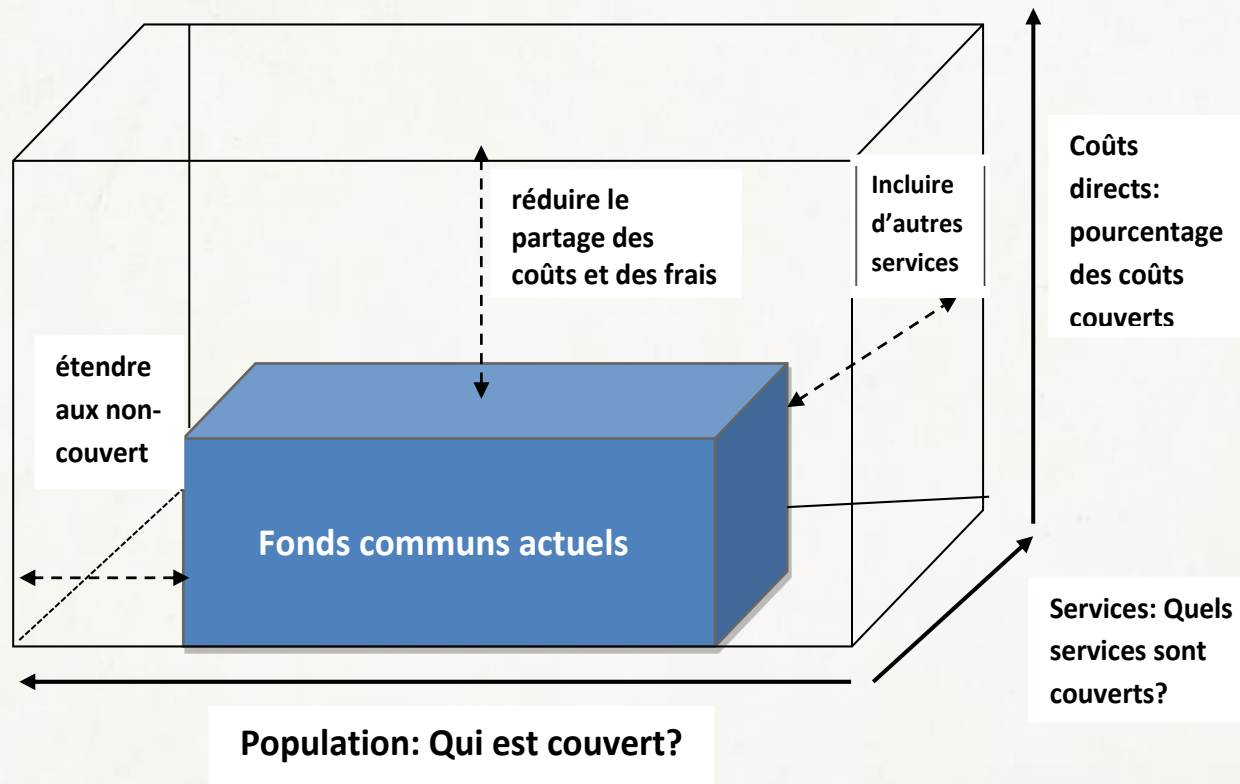 réduire le
partage des
coûts et des frais
Incluire
d’autres
services
Coûts
directs:
pourcentage
des coûts
couverts
étendre
aux non-
couvert
Fonds communs actuels
Services: Quels
services sont
couverts?
Population: Qui est couvert?